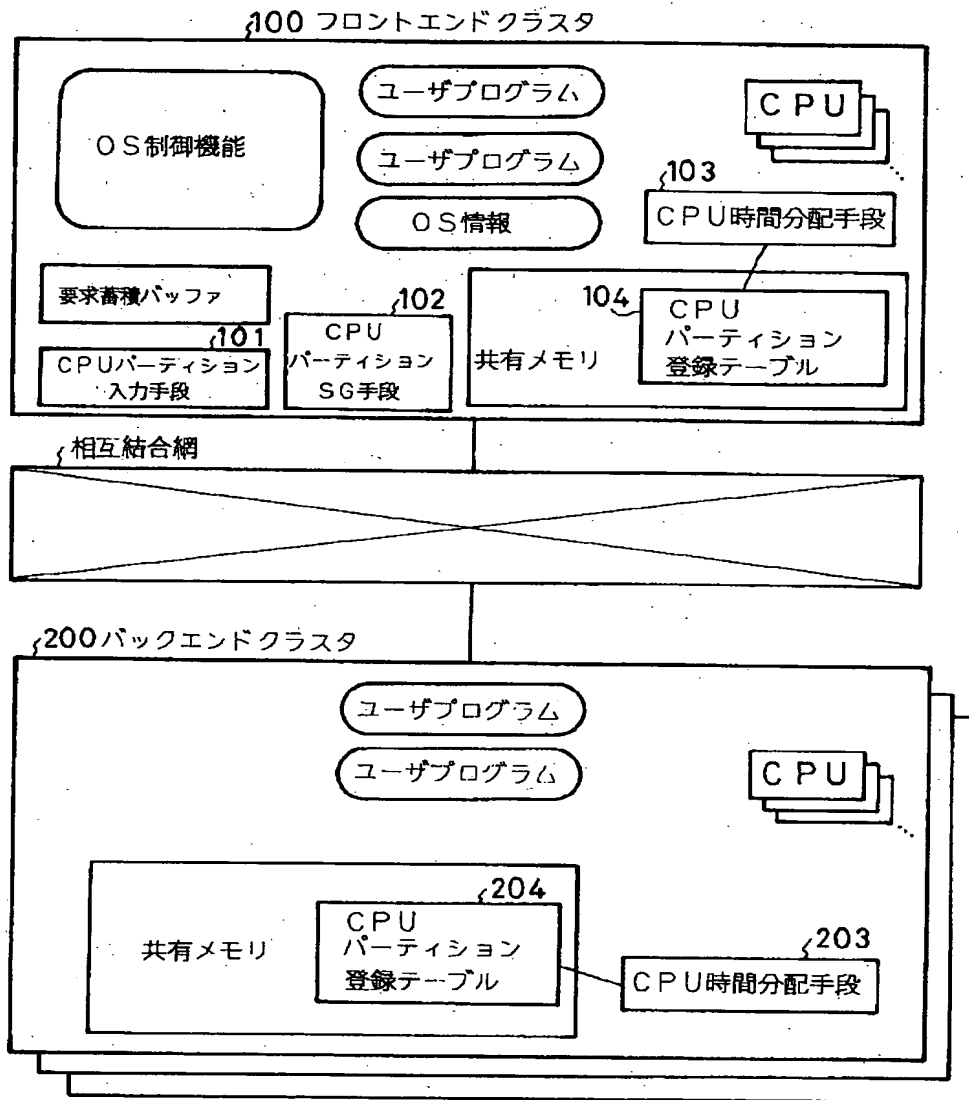 100 フロントエンドクラスタ
ユーザプログラム
CPU
OS制御機能
ユーザプログラム
103
CPU時間分配手段
OS情報
要求蓄積バッファ
102
104
CPU
パーティション
登録テーブル
101
CPU
パーティション
SG手段
共有メモリ
CPUパーティション
入力手段
相互結合網
200 バックエンドクラスタ
ユーザプログラム
ユーザプログラム
CPU
204
CPU
パーティション
登録テーブル
共有メモリ
203
CPU時間分配手段